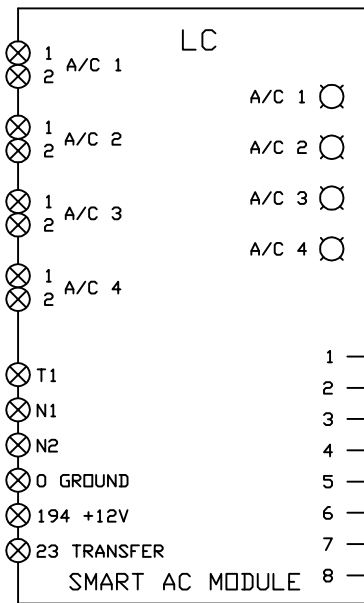 LC
1
A/C 1
2
1
A/C 2
2
1
A/C 3
2
1
A/C 4
2
T1
N1
N2
0 GROUND
194 +12V
23 TRANSFER
A/C 1
A/C 2
A/C 3
A/C 4
1
2
3
4
5
6
7
8
SMART AC MODULE